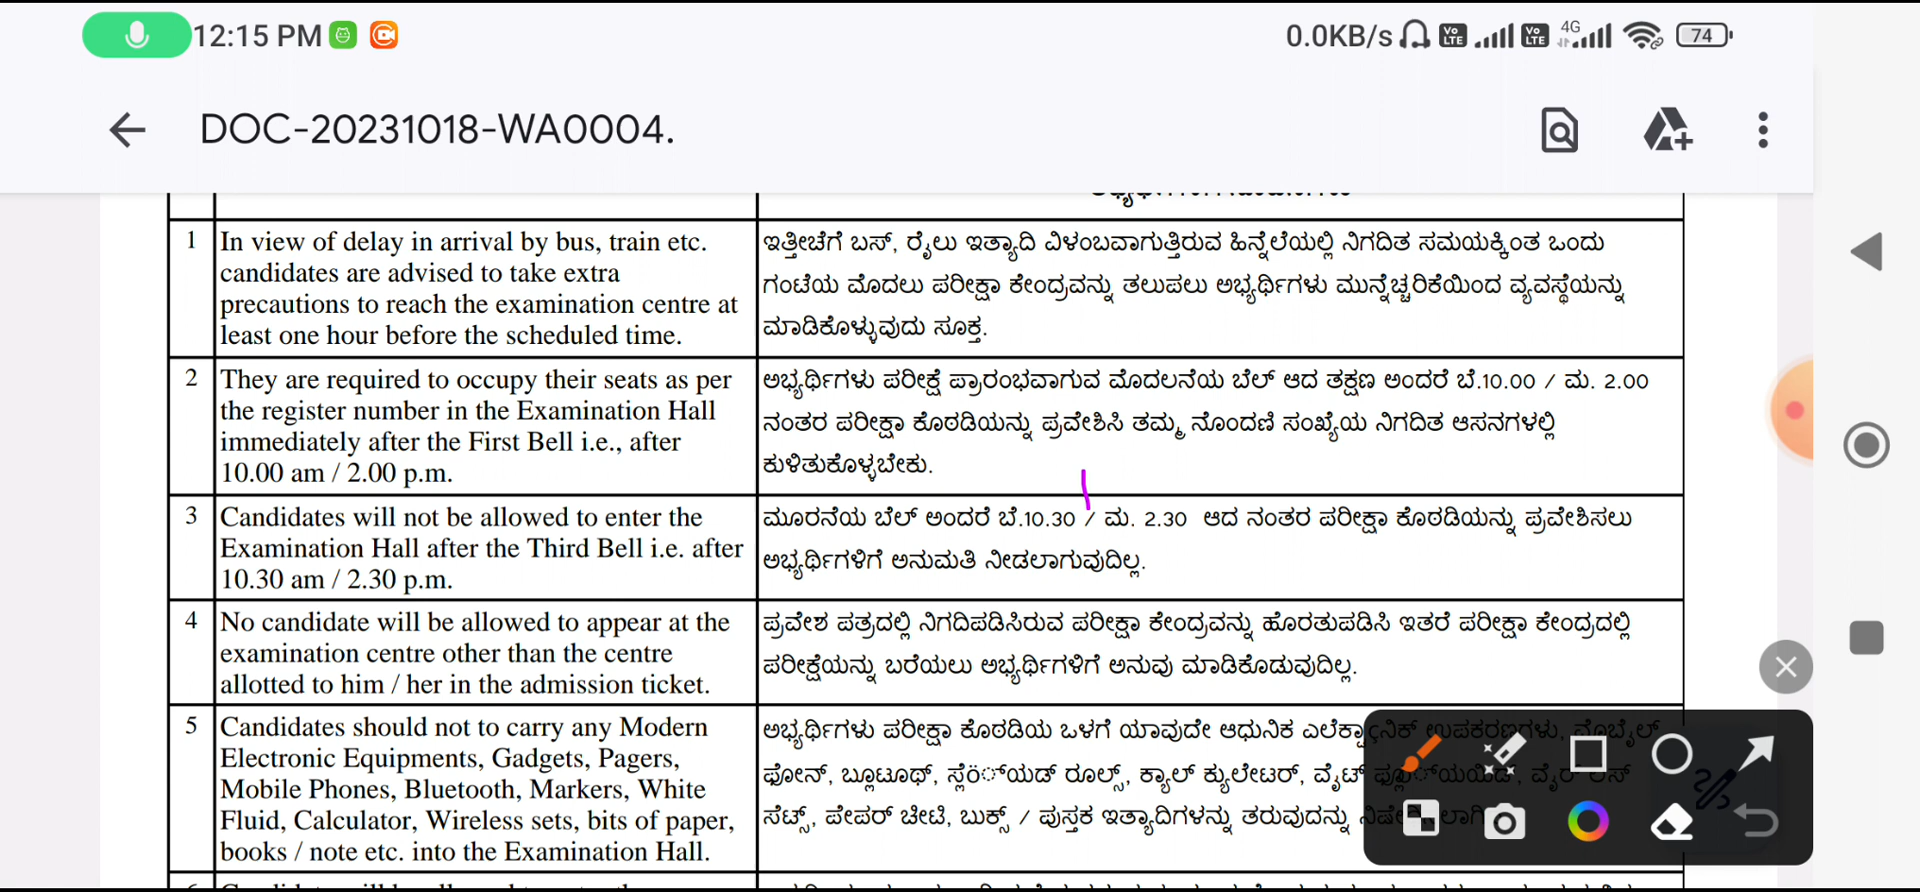 12:15 PM
0.0KB/s
Vo LTE
Vo LTE
4G
74
DOC-20231018-WA0004.
1
In view of delay in arrival by bus, train etc.
candidates are advised to take extra
precautions to reach the examination centre at
least one hour before the scheduled time.
ಇತ್ತೀಚೆಗೆ ಬಸ್, ರೈಲು ಇತ್ಯಾದಿ ವಿಳಂಬವಾಗುತ್ತಿರುವ ಹಿನ್ನೆಲೆಯಲ್ಲಿ ನಿಗದಿತ ಸಮಯಕ್ಕಿಂತ ಒಂದು
ಗಂಟೆಯ ಮೊದಲು ಪರೀಕ್ಷಾ ಕೇಂದ್ರವನ್ನು ತಲುಪಲು ಅಭ್ಯರ್ಥಿಗಳು ಮುನ್ನೆಚ್ಚರಿಕೆಯಿಂದ ವ್ಯವಸ್ಥೆಯನ್ನು
ಮಾಡಿಕೊಳ್ಳುವುದು ಸೂಕ್ತ.
2
They are required to occupy their seats as per
the register number in the Examination Hall
immediately after the First Bell i.e., after
10.00 am / 2.00 p.m.
ಅಭ್ಯರ್ಥಿಗಳು ಪರೀಕ್ಷೆ ಪ್ರಾರಂಭವಾಗುವ ಮೊದಲನೆಯ ಬೆಲ್ ಆದ ತಕ್ಷಣ ಅಂದರೆ ಬೆ.10.00 / ಮ. 2.00
ನಂತರ ಪರೀಕ್ಷಾ ಕೊಠಡಿಯನ್ನು ಪ್ರವೇಶಿಸಿ ತಮ್ಮ ನೊಂದಣಿ ಸಂಖ್ಯೆಯ ನಿಗದಿತ ಆಸನಗಳಲ್ಲಿ
ಕುಳಿತುಕೊಳ್ಳಬೇಕು.
3
Candidates will not be allowed to enter the
Examination Hall after the Third Bell i.e. after
10.30 am / 2.30 p.m.
ಮೂರನೆಯ ಬೆಲ್ ಅಂದರೆ ಬೆ.10.30 / ಮ. 2.30 ಆದ ನಂತರ ಪರೀಕ್ಷಾ ಕೊಠಡಿಯನ್ನು ಪ್ರವೇಶಿಸಲು
ಅಭ್ಯರ್ಥಿಗಳಿಗೆ ಅನುಮತಿ ನೀಡಲಾಗುವುದಿಲ್ಲ.
4
No candidate will be allowed to appear at the
examination centre other than the centre
allotted to him / her in the admission ticket.
ಪ್ರವೇಶ ಪತ್ರದಲ್ಲಿ ನಿಗದಿಪಡಿಸಿರುವ ಪರೀಕ್ಷಾ ಕೇಂದ್ರವನ್ನು ಹೊರತುಪಡಿಸಿ ಇತರೆ ಪರೀಕ್ಷಾ ಕೇಂದ್ರದಲ್ಲಿ
ಪರೀಕ್ಷೆಯನ್ನು ಬರೆಯಲು ಅಭ್ಯರ್ಥಿಗಳಿಗೆ ಅನುವು ಮಾಡಿಕೊಡುವುದಿಲ್ಲ.
5
Candidates should not to carry any Modern
Electronic Equipments, Gadgets, Pagers,
Mobile Phones, Bluetooth, Markers, White
Fluid, Calculator, Wireless sets, bits of paper,
books / note etc. into the Examination Hall.
ಅಭ್ಯರ್ಥಿಗಳು ಪರೀಕ್ಷಾ ಕೊಠಡಿಯ ಒಳಗೆ ಯಾವುದೇ ಆಧುನಿಕ ಉಪಕರಣಗಳು, ಮೊಬೈಲ್
ಫೋನ್, ಬ್ಲೂಟೂಥ್, ರೂಲ್ಸ್, ಕ್ಯಾಲ್ ಕ್ಯುಲೇಟರ್, ವೈಟ್
ಸೆಟ್ಸ್, ಪೇಪರ್ ಚೀಟಿ, ಬುಕ್ಸ್ / ಪುಸ್ತಕ ಇತ್ಯಾದಿಗಳನ್ನು ತರುವುದನ್ನು